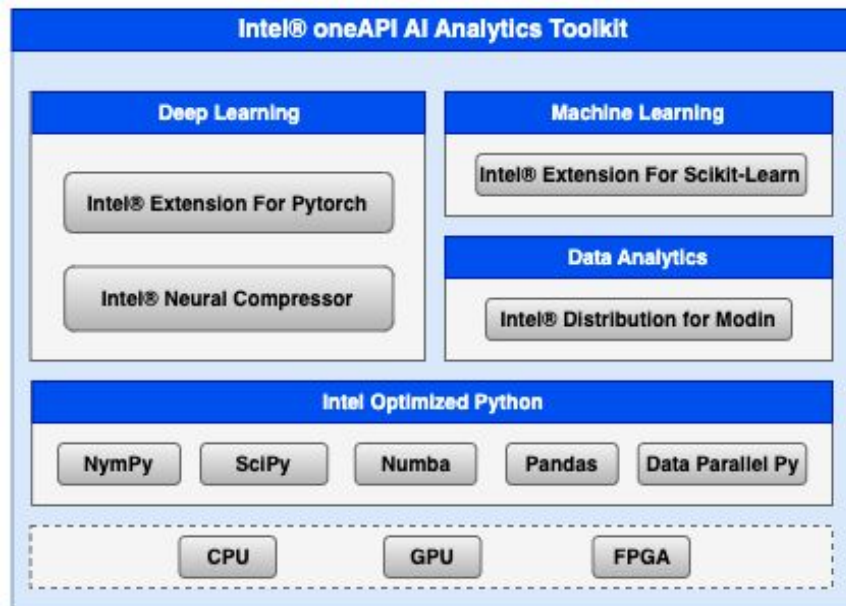 Intel® oneAPI AI Analytics Toolkit
Deep Learning
Intel® Extension For Pytorch
Intel® Neural Compressor
Machine Learning
Intel® Extension For Scikit-Learn
Data Analytics
Intel® Distribution for Modin
Intel Optimized Python
NymPy
SciPy
Numba
Pandas
Data Parallel Py
CPU
GPU
FPGA